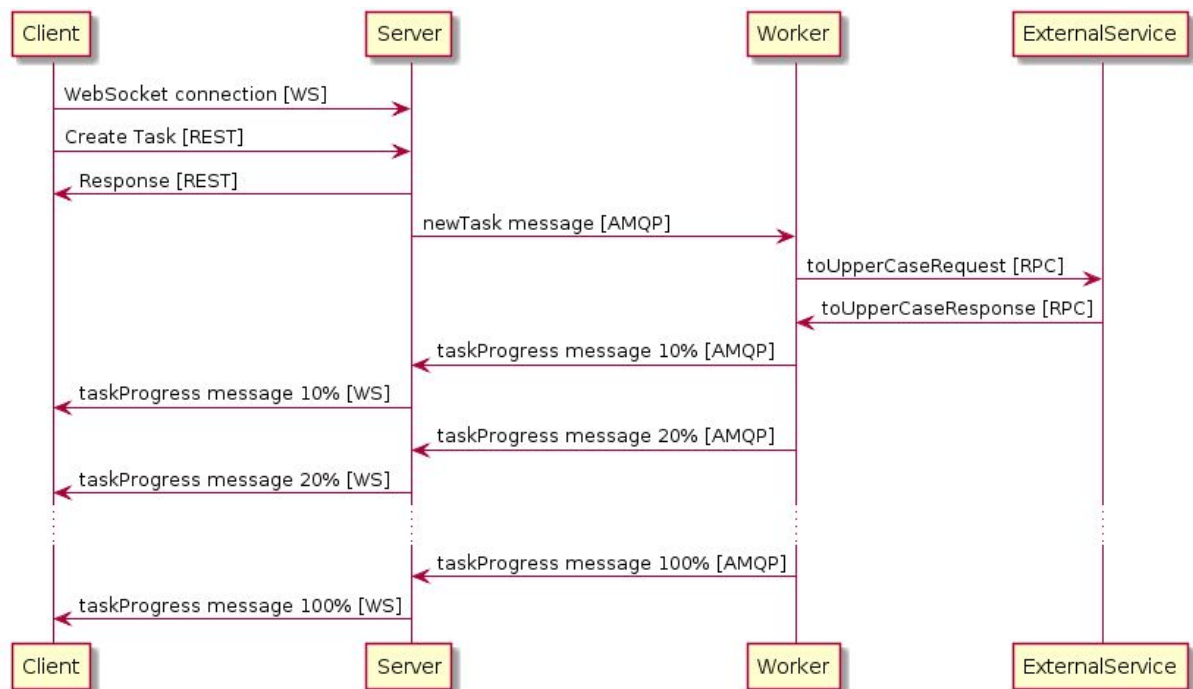 Client
Server
Worker
ExternalService
WebSocket connection [WS]
Create Task [REST]
Response [REST]
newTask message [AMQP]
toUpperCaseRequest [RPC]
toUpperCaseResponse [RPC]
taskProgress message 10% [AMQP]
taskProgress message 10% [WS]
taskProgress message 20% [AMQP]
taskProgress message 20% [WS]
taskProgress message 100% [AMQP]
taskProgress message 100% [WS]
Client
Server
Worker
ExternalService